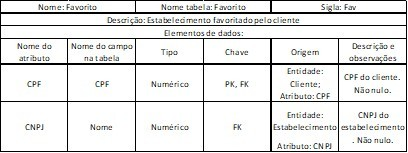 Nome: Favorito Nome tabela: Favorito Sigla: Fav
Descrição: Estabelecimento favoritado pelo cliente
Elementos de dados:
Nome do atributo Nome do campo na tabela Tipo Chave Origem Descrição e observações
CPF CPF Numérico PK, FK Entidade: Cliente; Atributo: CPF CPF do cliente. Não nulo.
CNPJ Nome Numérico FK Entidade: Estabelecimento Atributo: CNPJ CNPJ do estabelecimento. Não nulo.